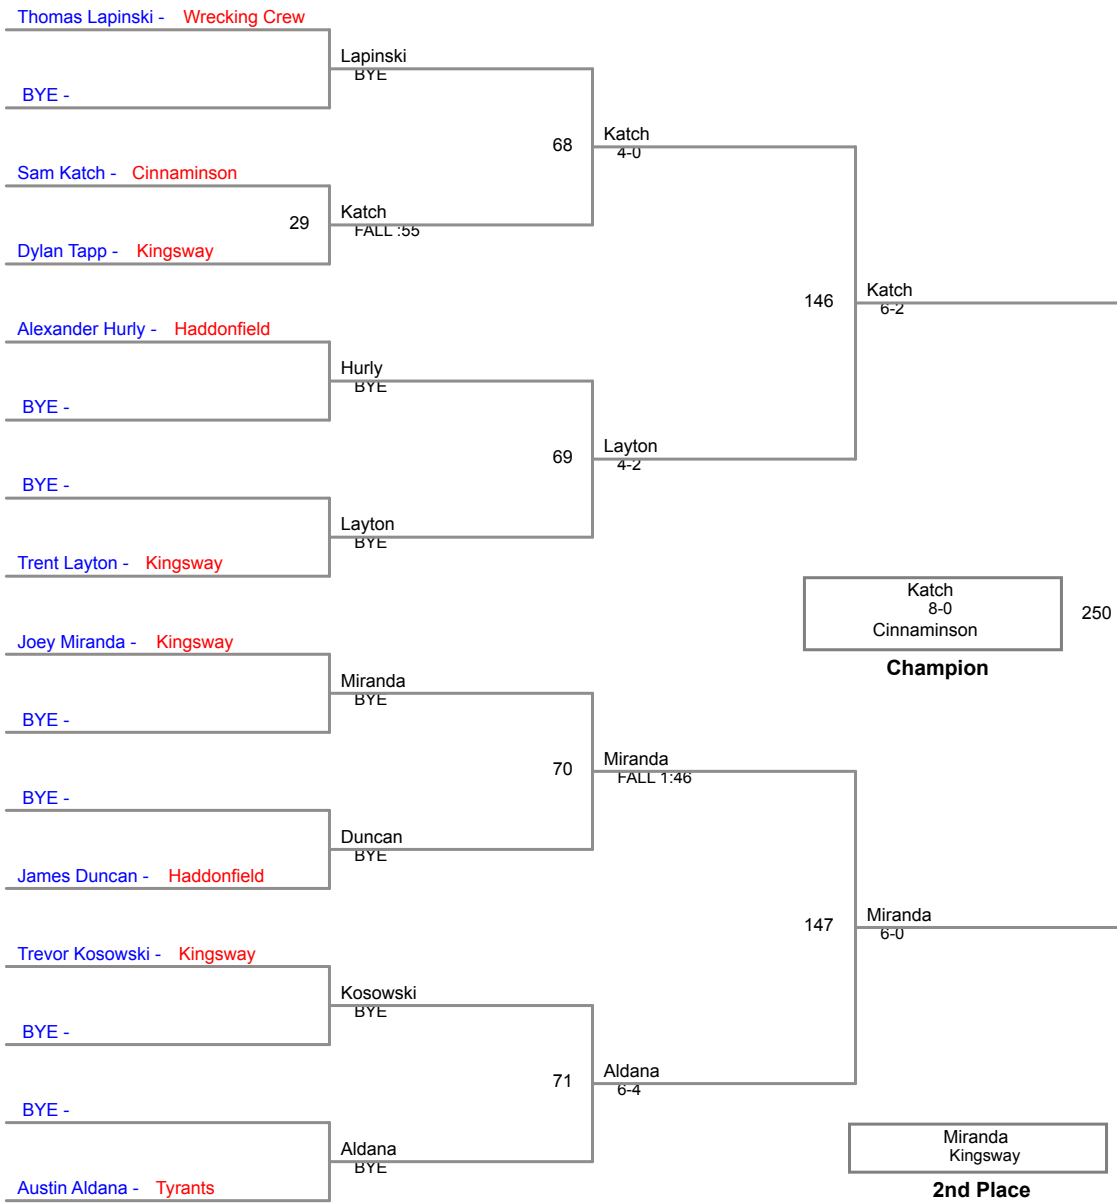 Thomas Lapinski - Wrecking Crew
Lapinski
BYE
BYE -
68
Katch
4-0
Sam Katch - Cinnaminson
29
Katch
FALL :55
Dylan Tapp - Kingsway
146
Katch
6-2
Alexander Hurly - Haddonfield
Hurly
BYE
BYE -
69
Layton
4-2
BYE -
Layton
BYE
Trent Layton - Kingsway
Katch
8-0
Cinnaminson
250
Champion
Joey Miranda - Kingsway
Miranda
BYE
BYE -
70
Miranda
FALL 1:46
BYE -
Duncan
BYE
James Duncan - Haddonfield
147
Miranda
6-0
Trevor Kosowski - Kingsway
Kosowski
BYE
BYE -
71
Aldana
6-4
BYE -
Aldana
BYE
Austin Aldana - Tyrants
Miranda
Kingsway
2nd Place